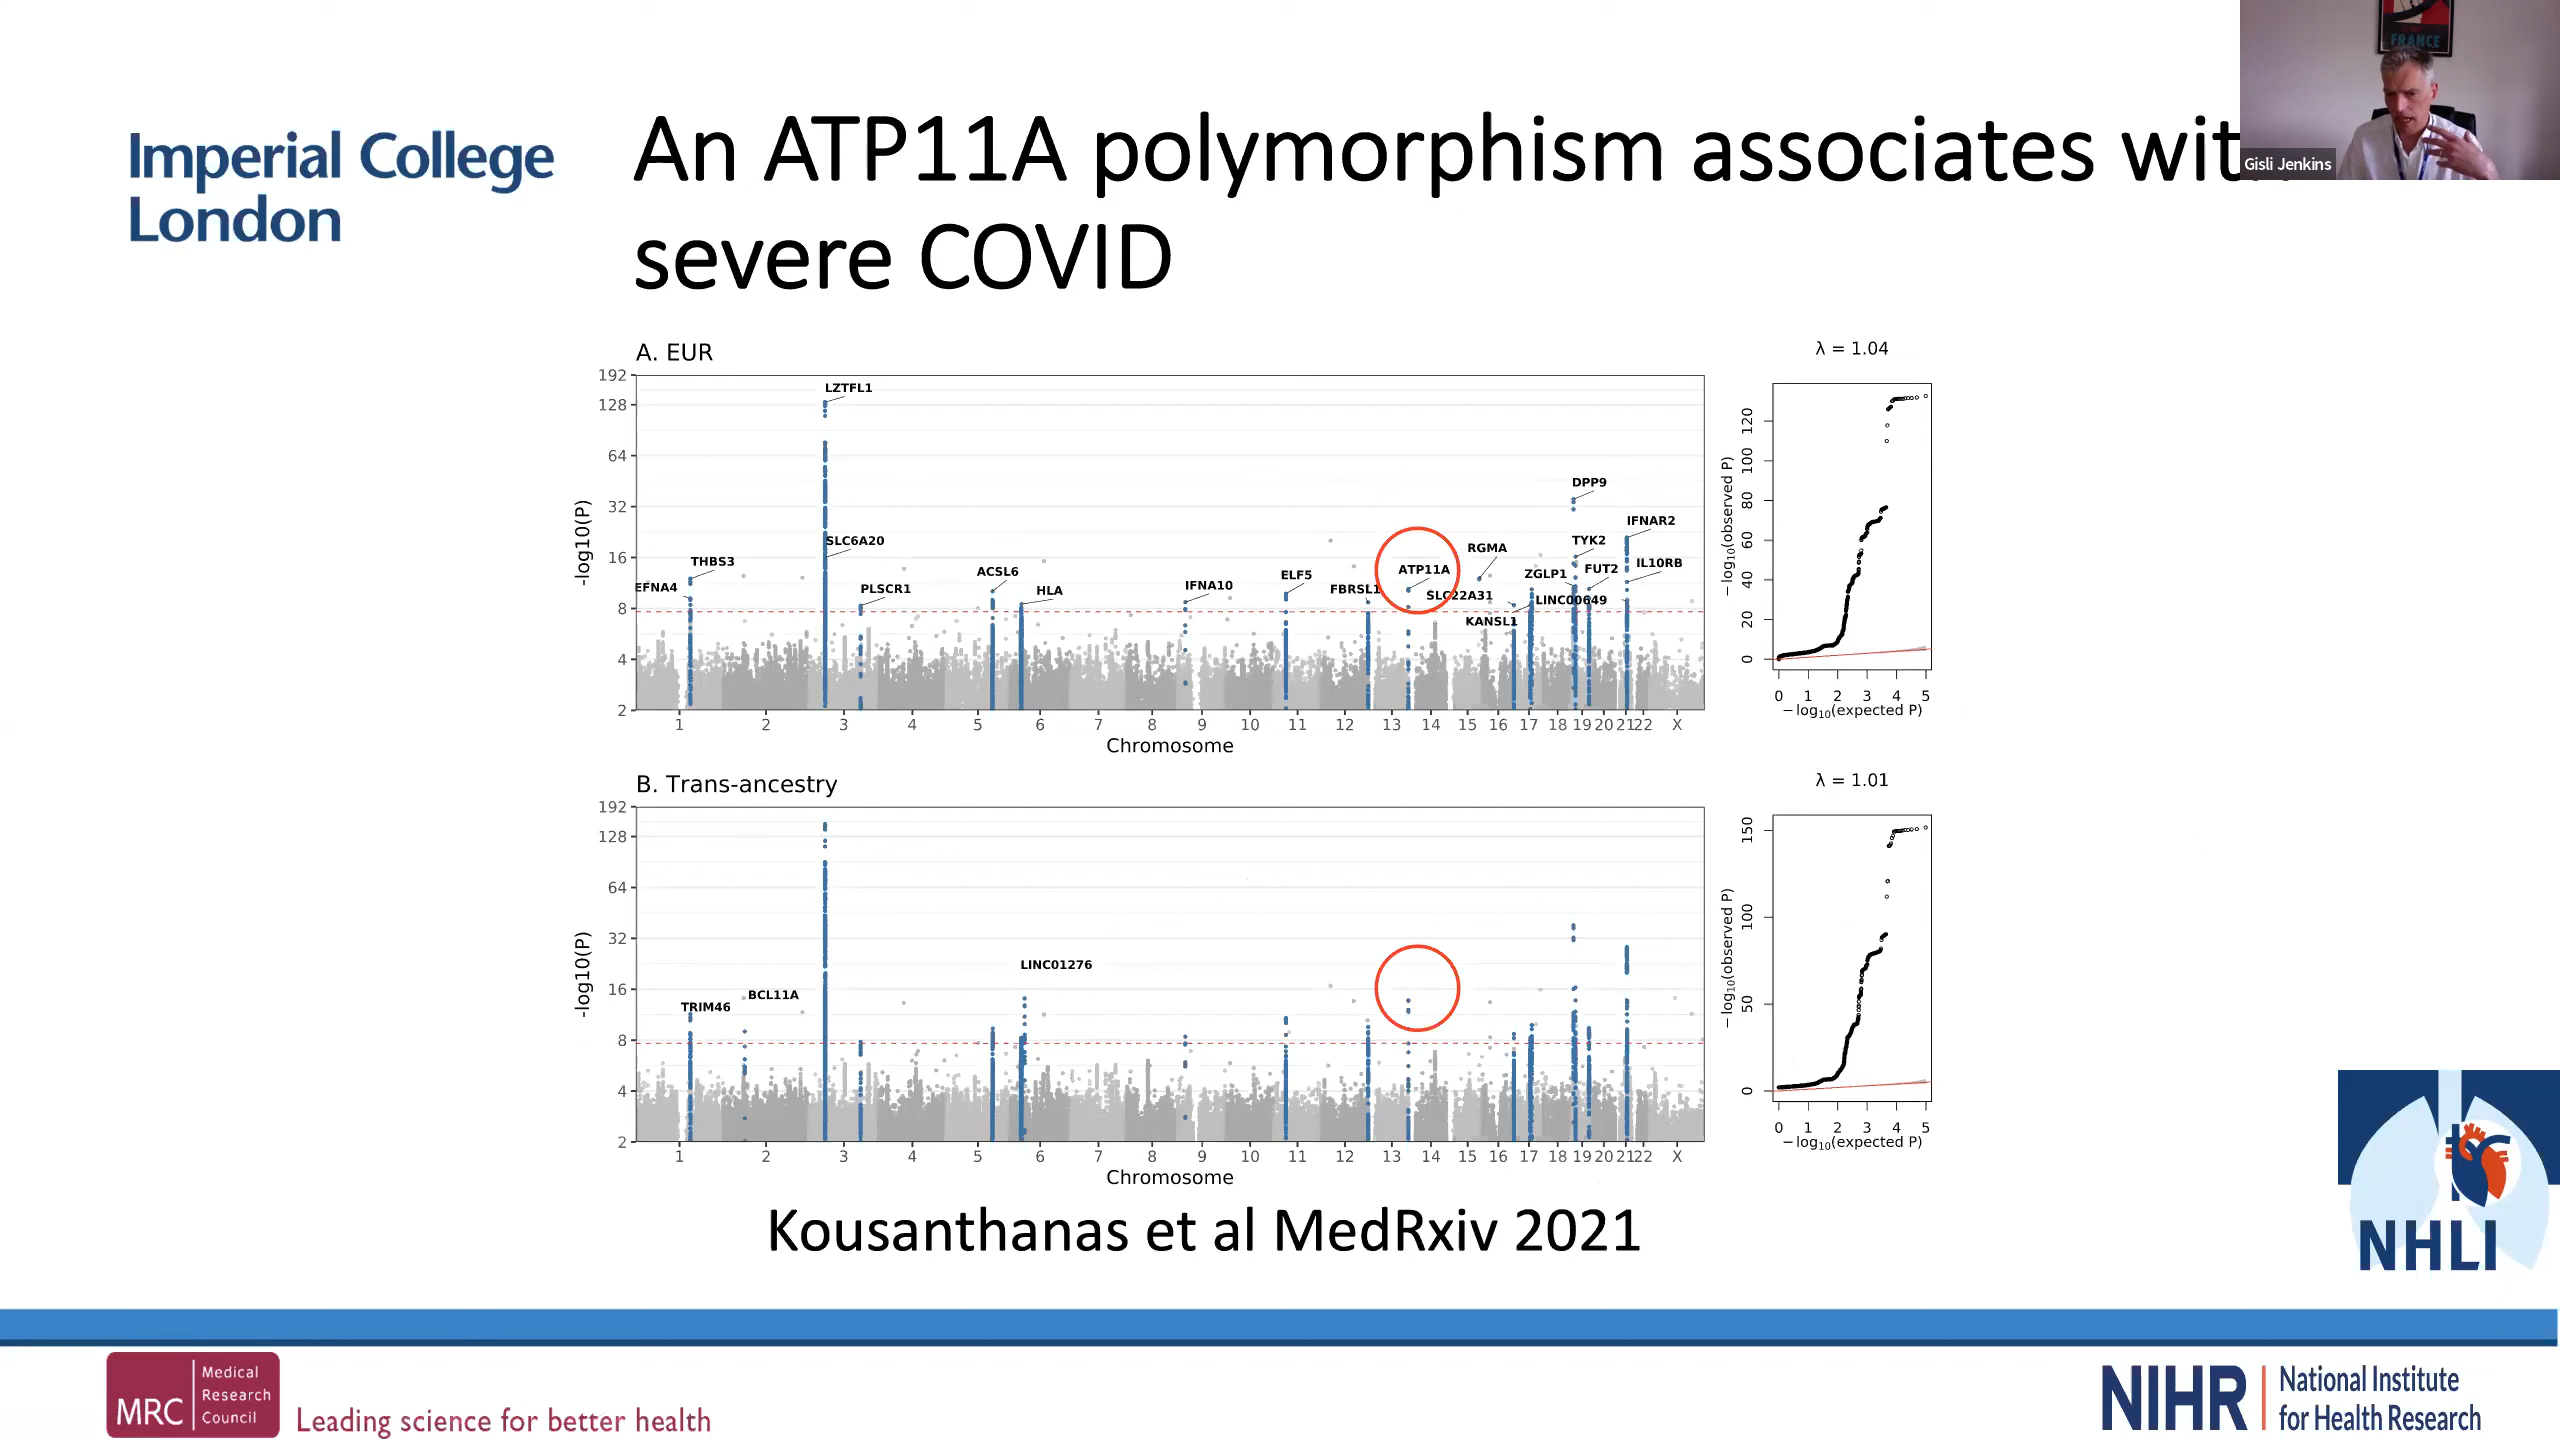 FRANCE
Gisli Jenkins
Imperial College
London
An ATP11A polymorphism associates with
severe COVID
A. EUR
192
128
64
32
16
8
4
2
-log10(P)
LZTFL1
SLC6A20
THBS3
EFNA4
PLSCR1
ACSL6
HLA
IFNA10
ELF5
FBRSL1
ATP11A
SLC22A31
RGMA
KANSL1
ZGLP1
LINC00649
DPP9
TYK2
FUT2
IFNAR2
IL10RB
1 2 3 4 5 6 7 8 9 10 11 12 13 14 15 16 17 18 19 20 21 22 X
Chromosome
λ = 1.04
−log10(observed P)
0 20 40 60 80 100 120
0 1 2 3 4 5
−log10(expected P)
B. Trans-ancestry
192
128
64
32
16
8
4
2
-log10(P)
TRIM46
BCL11A
LINC01276
1 2 3 4 5 6 7 8 9 10 11 12 13 14 15 16 17 18 19 20 21 22 X
Chromosome
λ = 1.01
−log10(observed P)
0 50 100 150
0 1 2 3 4 5
−log10(expected P)
Kousanthanas et al MedRxiv 2021
NHLI
MRC
Medical
Research
Council
Leading science for better health
NIHR
National Institute
for Health Research